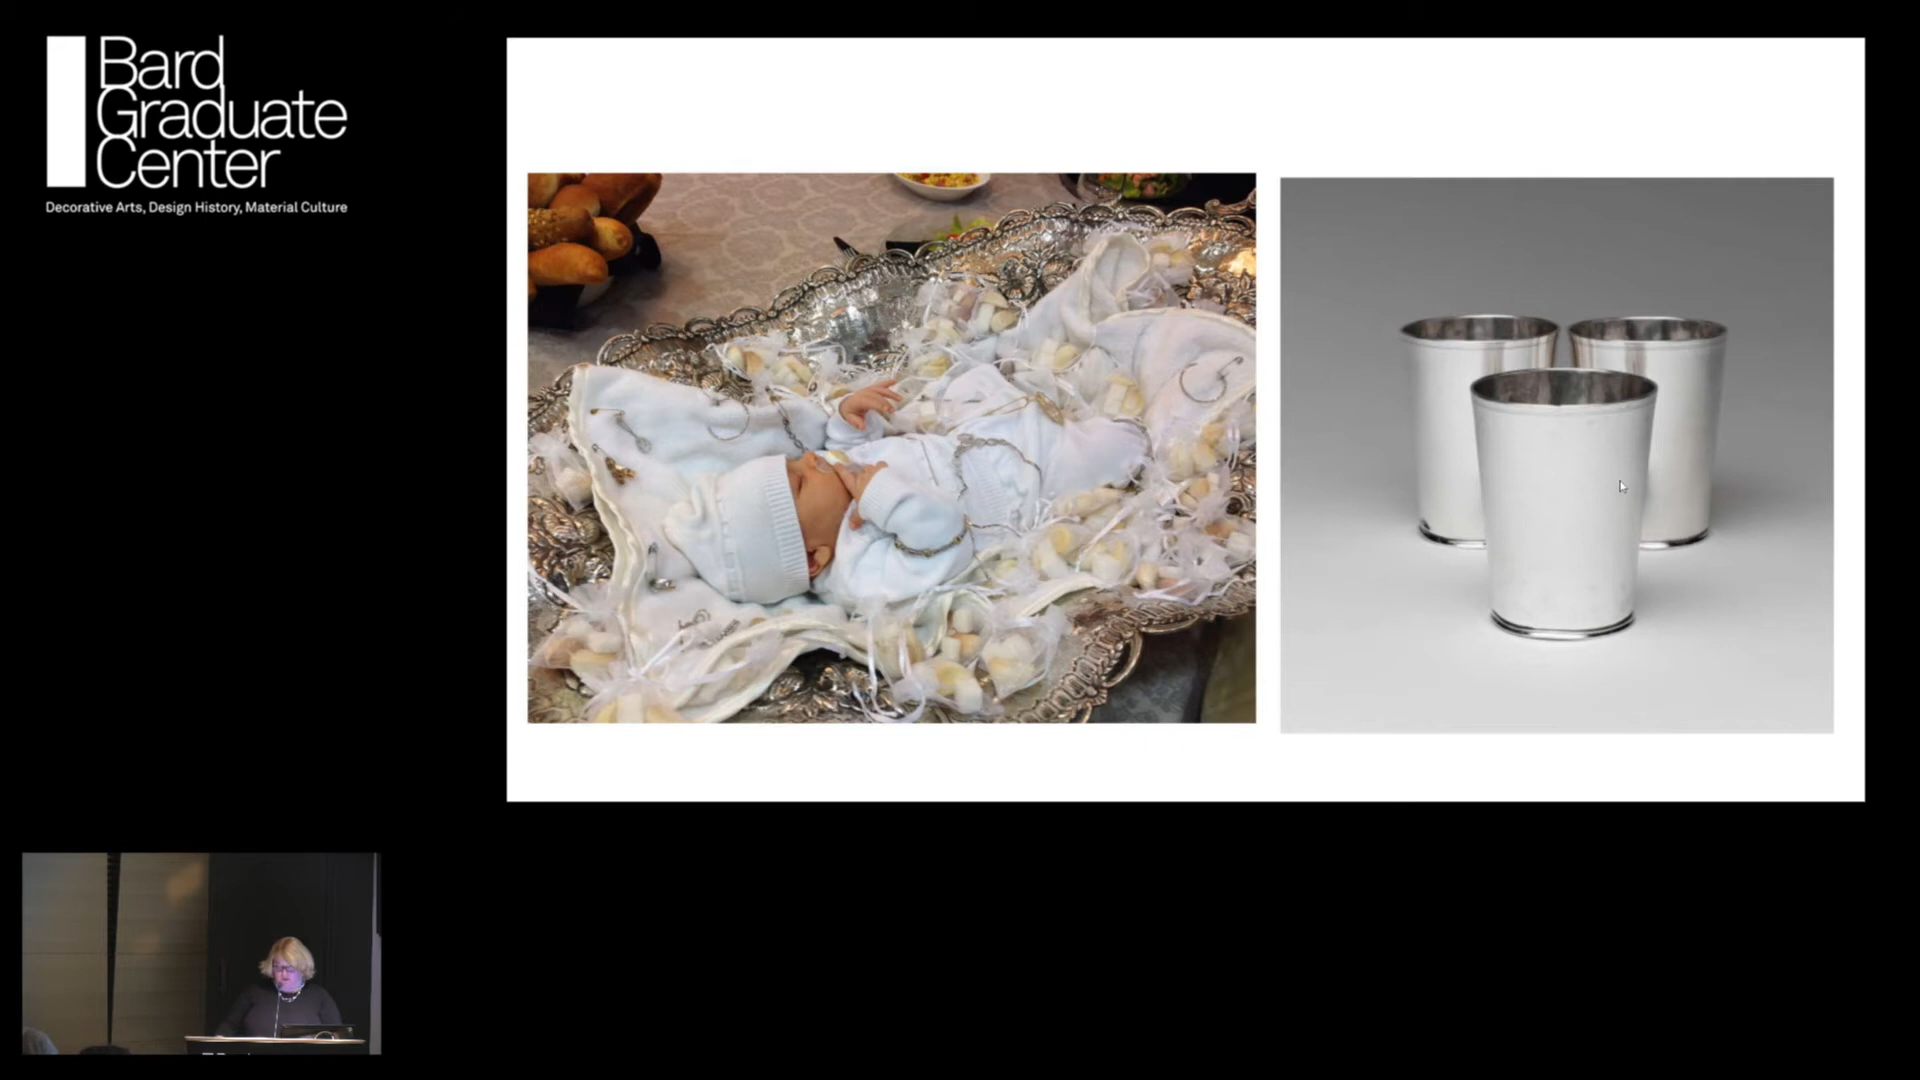 Bard
Graduate
Center
Decorative Arts, Design History, Material Culture